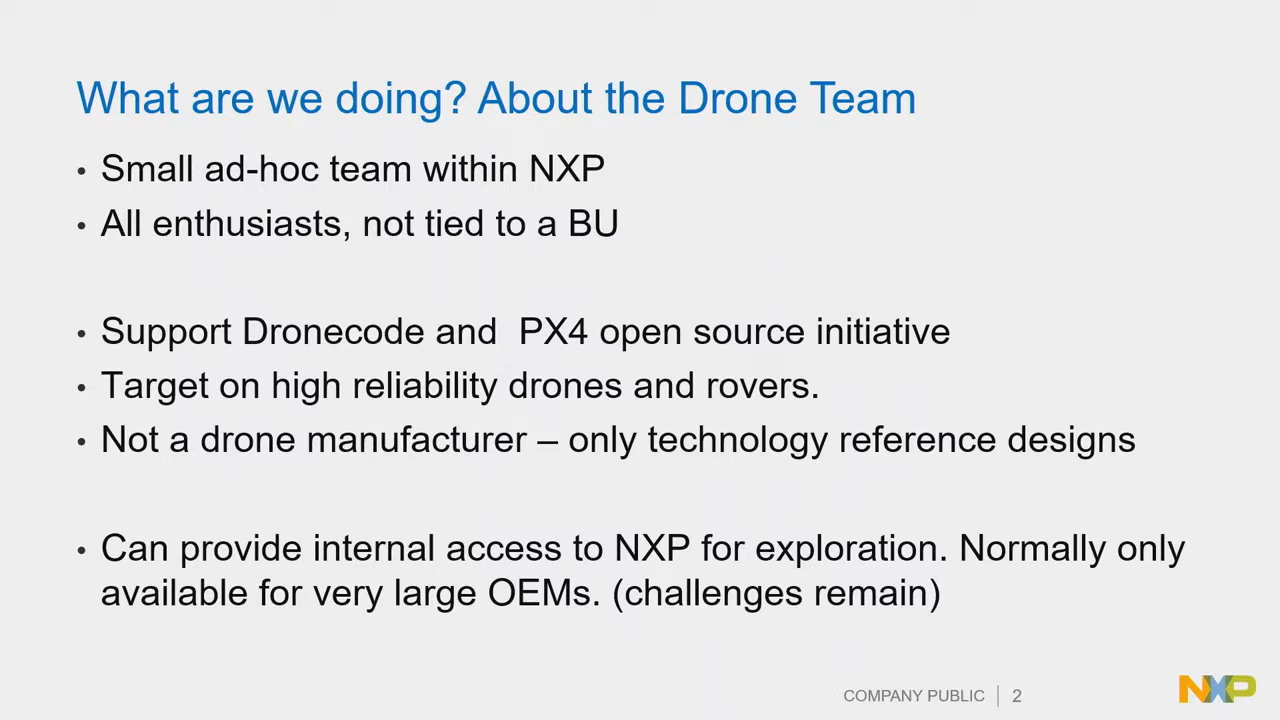 What are we doing? About the Drone Team
• Small ad-hoc team within NXP
• All enthusiasts, not tied to a BU
• Support Dronecode and  PX4 open source initiative
• Target on high reliability drones and rovers.
• Not a drone manufacturer – only technology reference designs
• Can provide internal access to NXP for exploration. Normally only
available for very large OEMs. (challenges remain)
COMPANY PUBLIC | 2
NXP